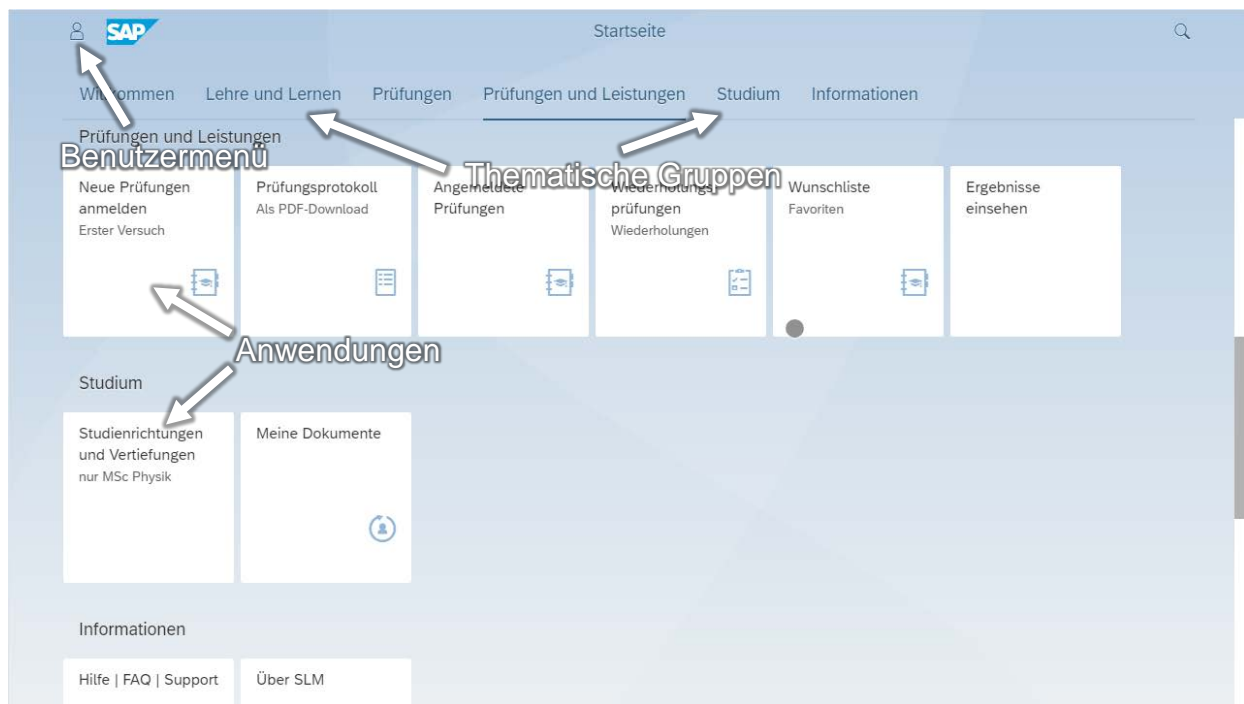 SAP
Startseite
Willkommen Lehre und Lernen Prüfungen Prüfungen und Leistungen Studium Informationen
Prüfungen und Leistungen
Benutzermenü
Thematische Gruppen
Neue Prüfungen
anmelden
Erster Versuch
Prüfungsprotokoll
Als PDF-Download
Angemeldete
Prüfungen
Wiederholungs
prüfungen
Wiederholungen
Wunschliste
Favoriten
Ergebnisse
einsehen
Anwendungen
Studium
Studienrichtungen
und Vertiefungen
nur MSc Physik
Meine Dokumente
Informationen
Hilfe | FAQ | Support
Über SLM